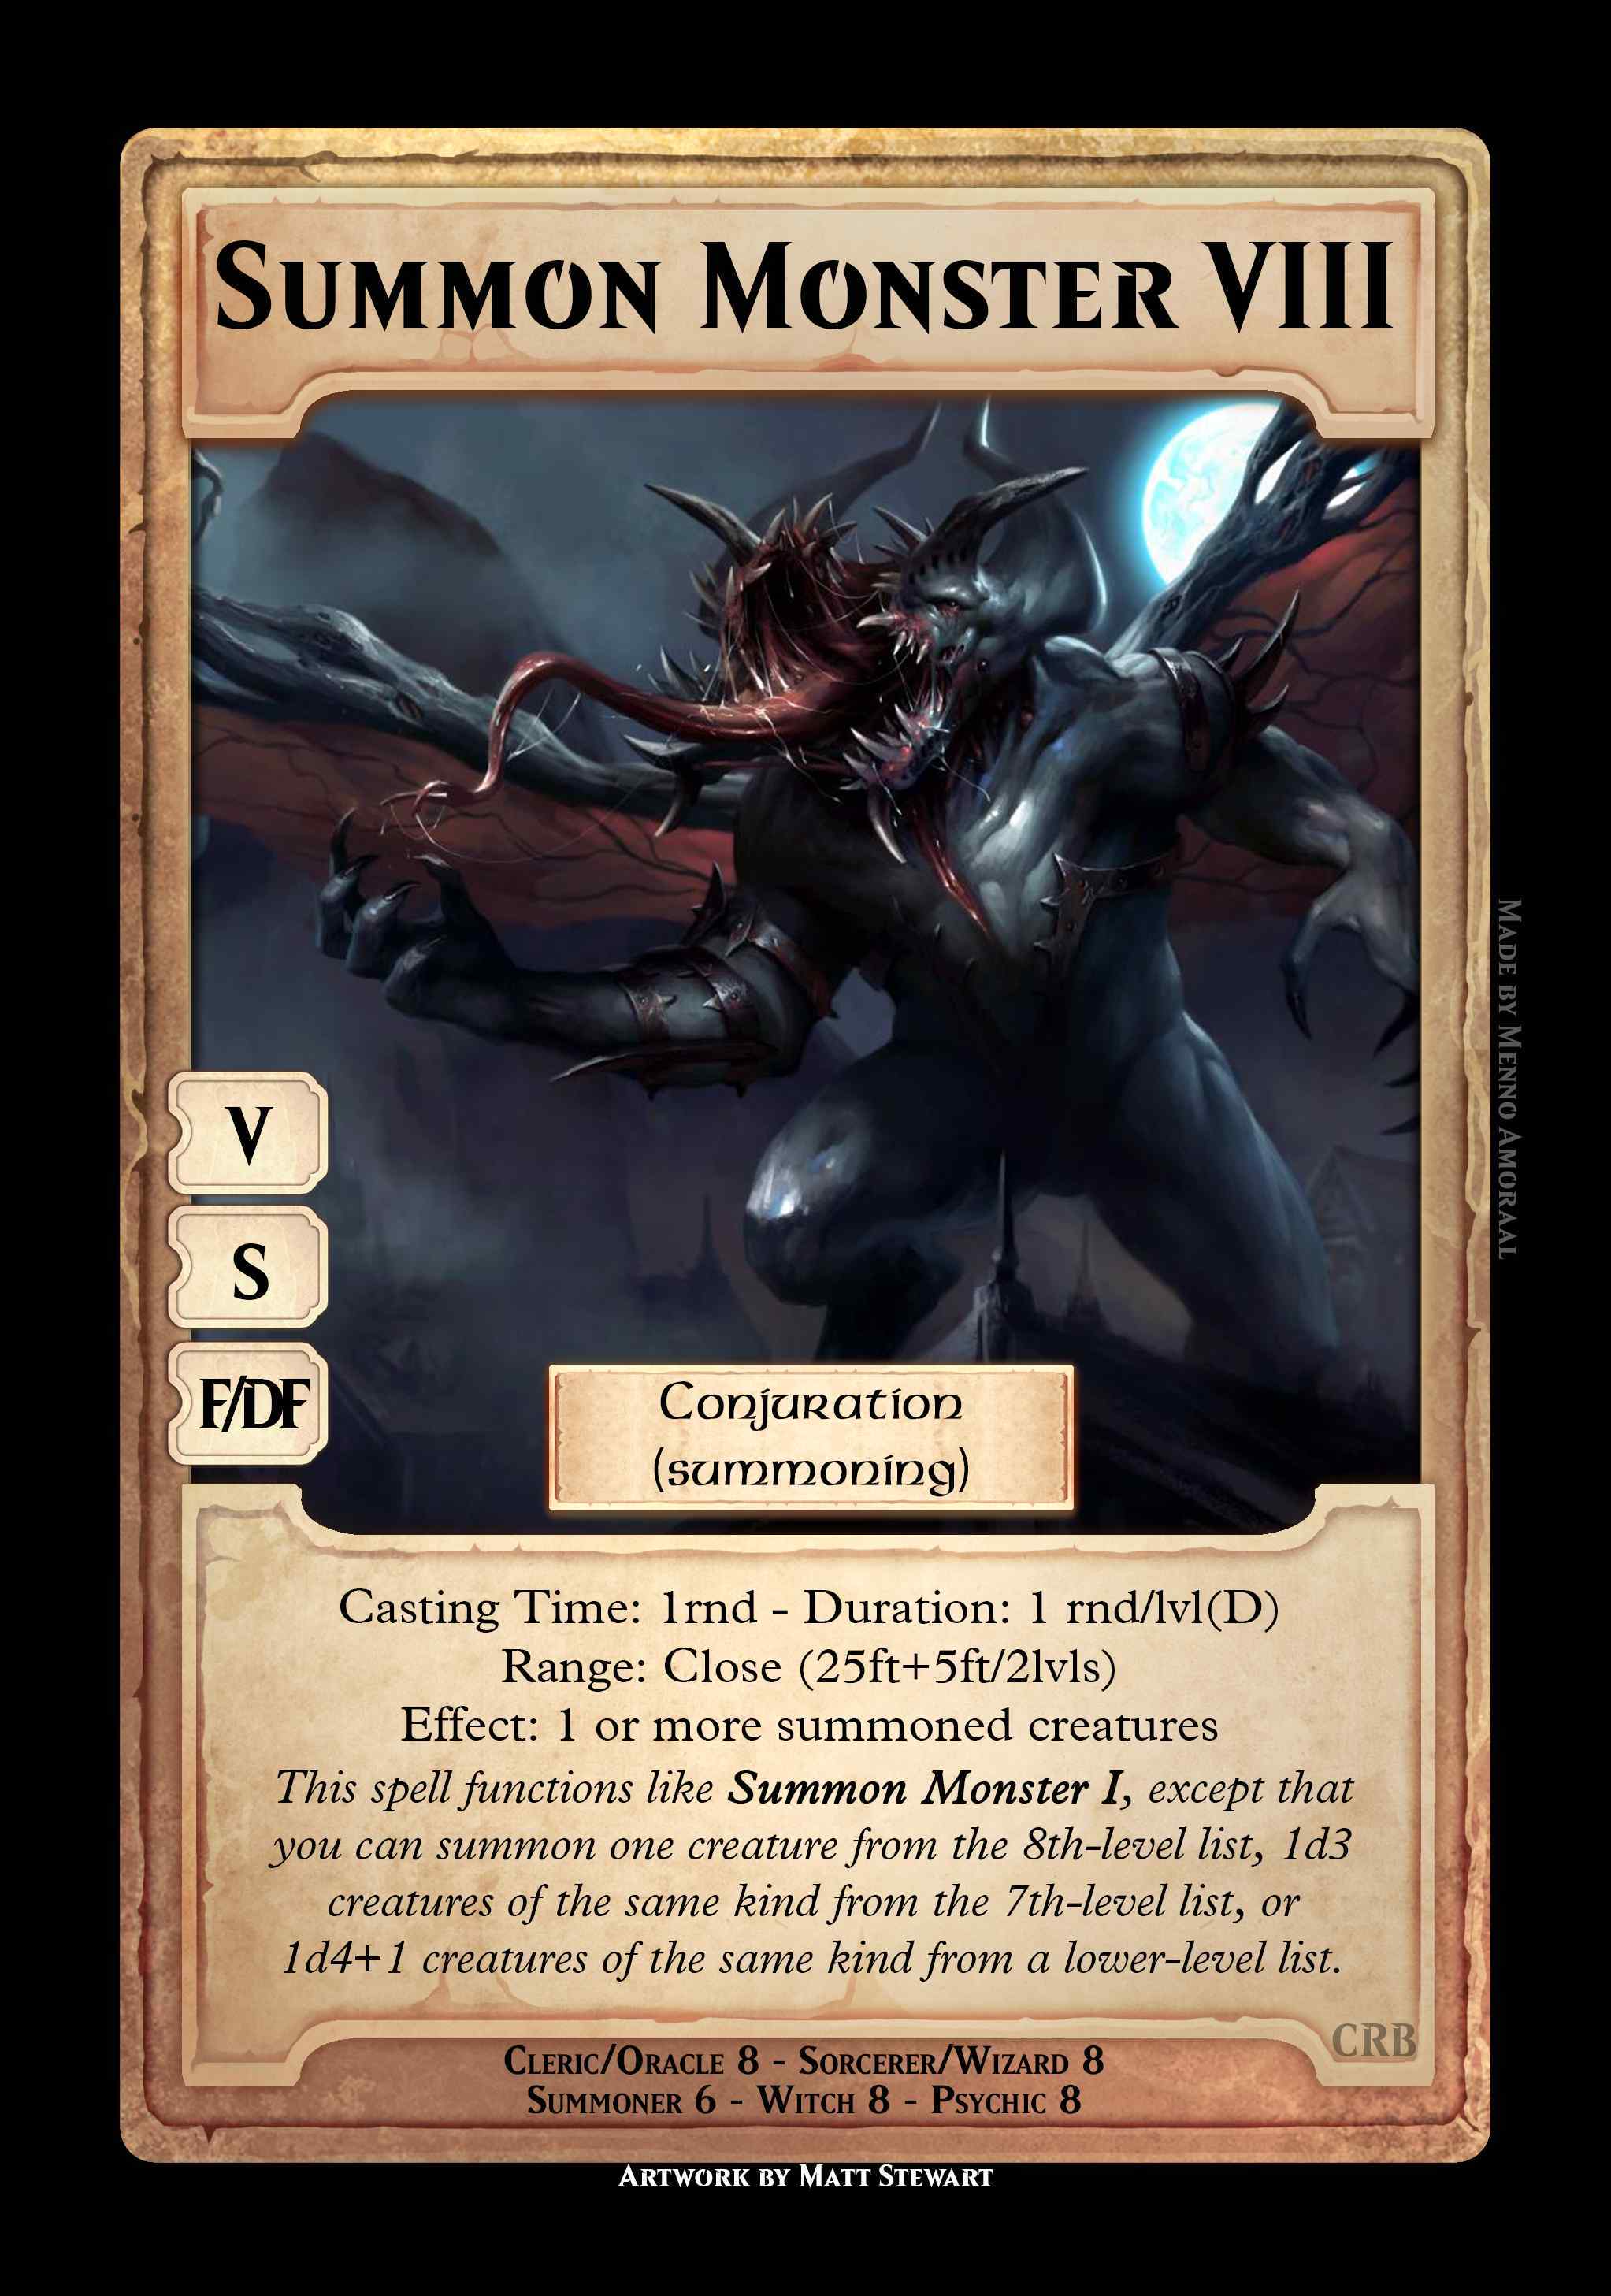 Summon Monster VIII
V
S
F/DF
Conjuration
(summoning)
Casting Time: 1rnd - Duration: 1 rnd/lvl(D)
Range: Close (25ft+5ft/2lvls)
Effect: 1 or more summoned creatures
This spell functions like Summon Monster I, except that
you can summon one creature from the 8th-level list, 1d3
creatures of the same kind from the 7th-level list, or
1d4+1 creatures of the same kind from a lower-level list.
CRB
Cleric/Oracle 8 - Sorcerer/Wizard 8
Summoner 6 - Witch 8 - Psychic 8
Artwork by Matt Stewart
Made by Menno Amoraal